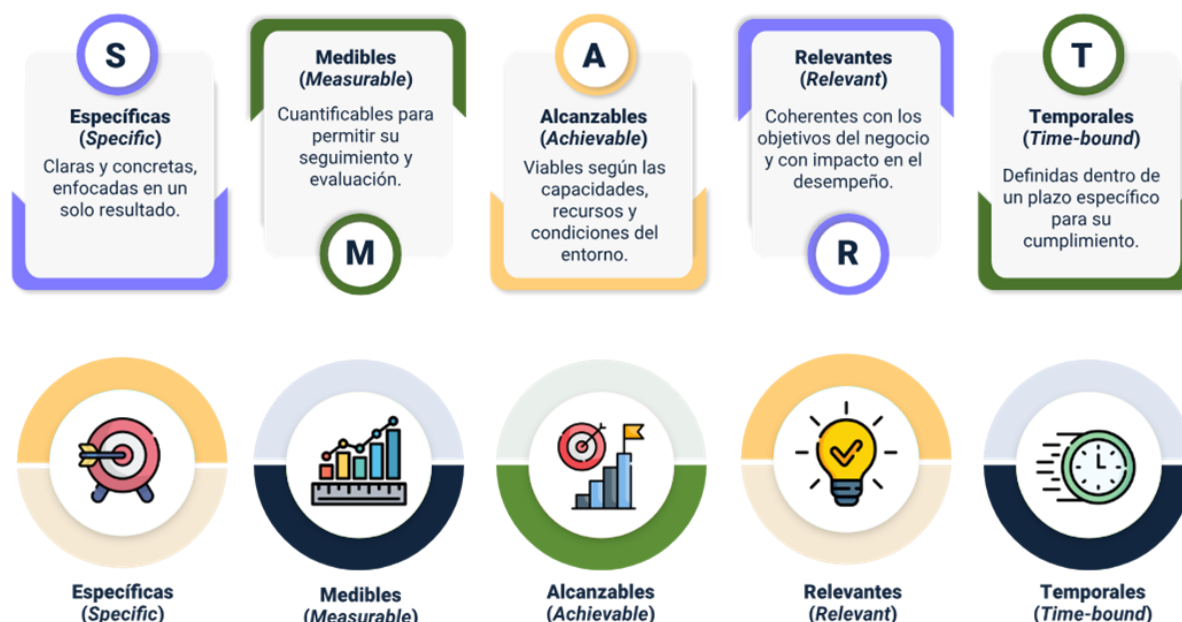 S
Específicas
(Specific)
Claras y concretas,
enfocadas en un
solo resultado.
Medibles
(Measurable)
Cuantificables para
permitir su
seguimiento y
evaluación.
M
A
Alcanzables
(Achievable)
Viables según las
capacidades,
recursos y
condiciones del
entorno.
Relevantes
(Relevant)
Coherentes con los
objetivos del negocio
y con impacto en el
desempeño.
R
T
Temporales
(Time-bound)
Definidas dentro de
un plazo específico
para su
cumplimiento.
Específicas
(Specific)
Medibles
(Measurable)
Alcanzables
(Achievable)
Relevantes
(Relevant)
Temporales
(Time-bound)